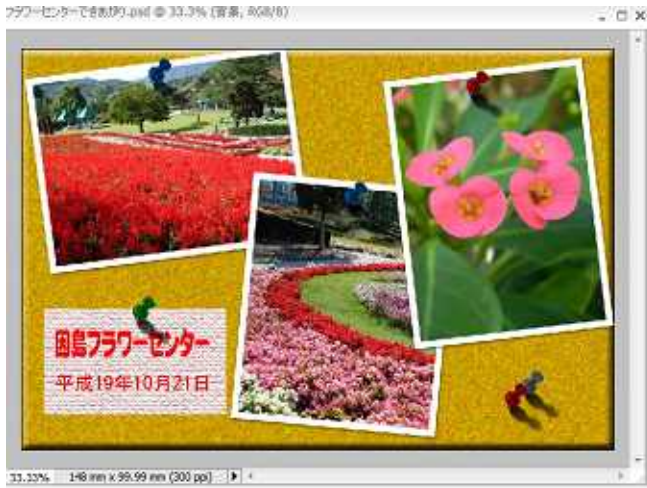 フラワーセンターできあがり.psd @ 33.3% (背景, RGB/8)
因島フラワーセンター
平成19年10月21日
33.33%
148 mm x 99.99 mm (300 ppi)